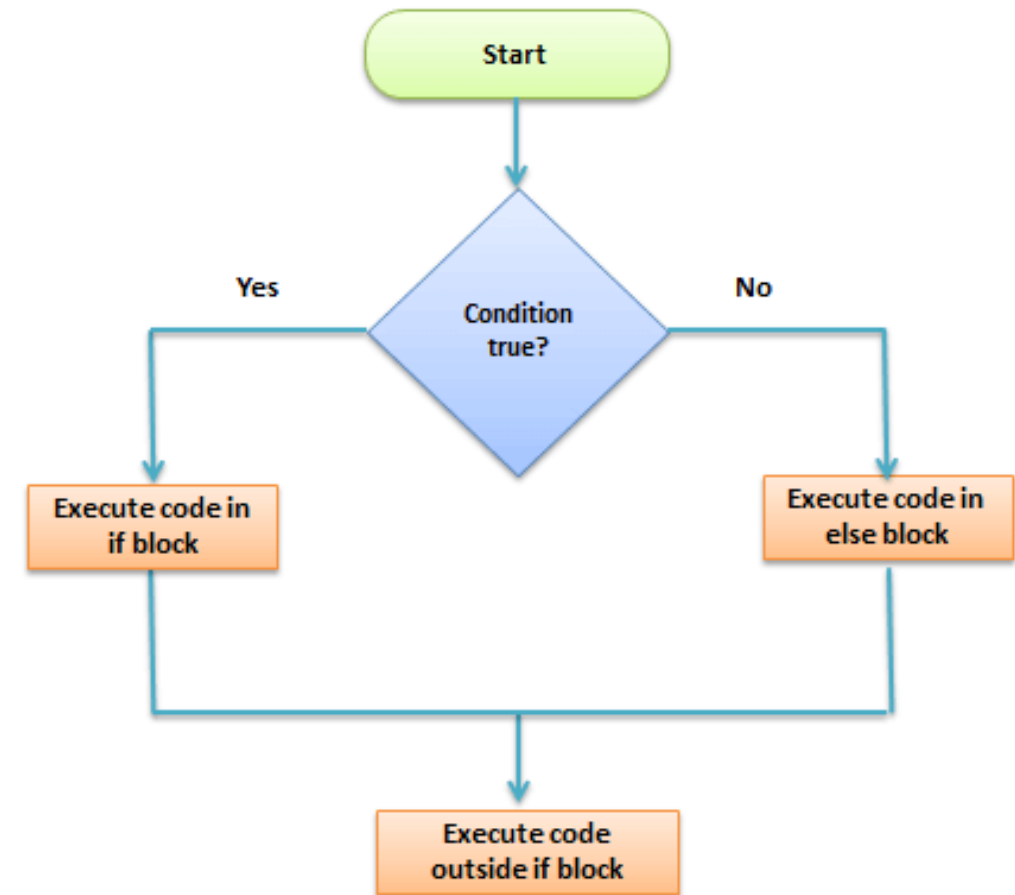 Start
Yes
No
Condition
true?
Execute code in
if block
Execute code in
else block
Execute code
outside if block